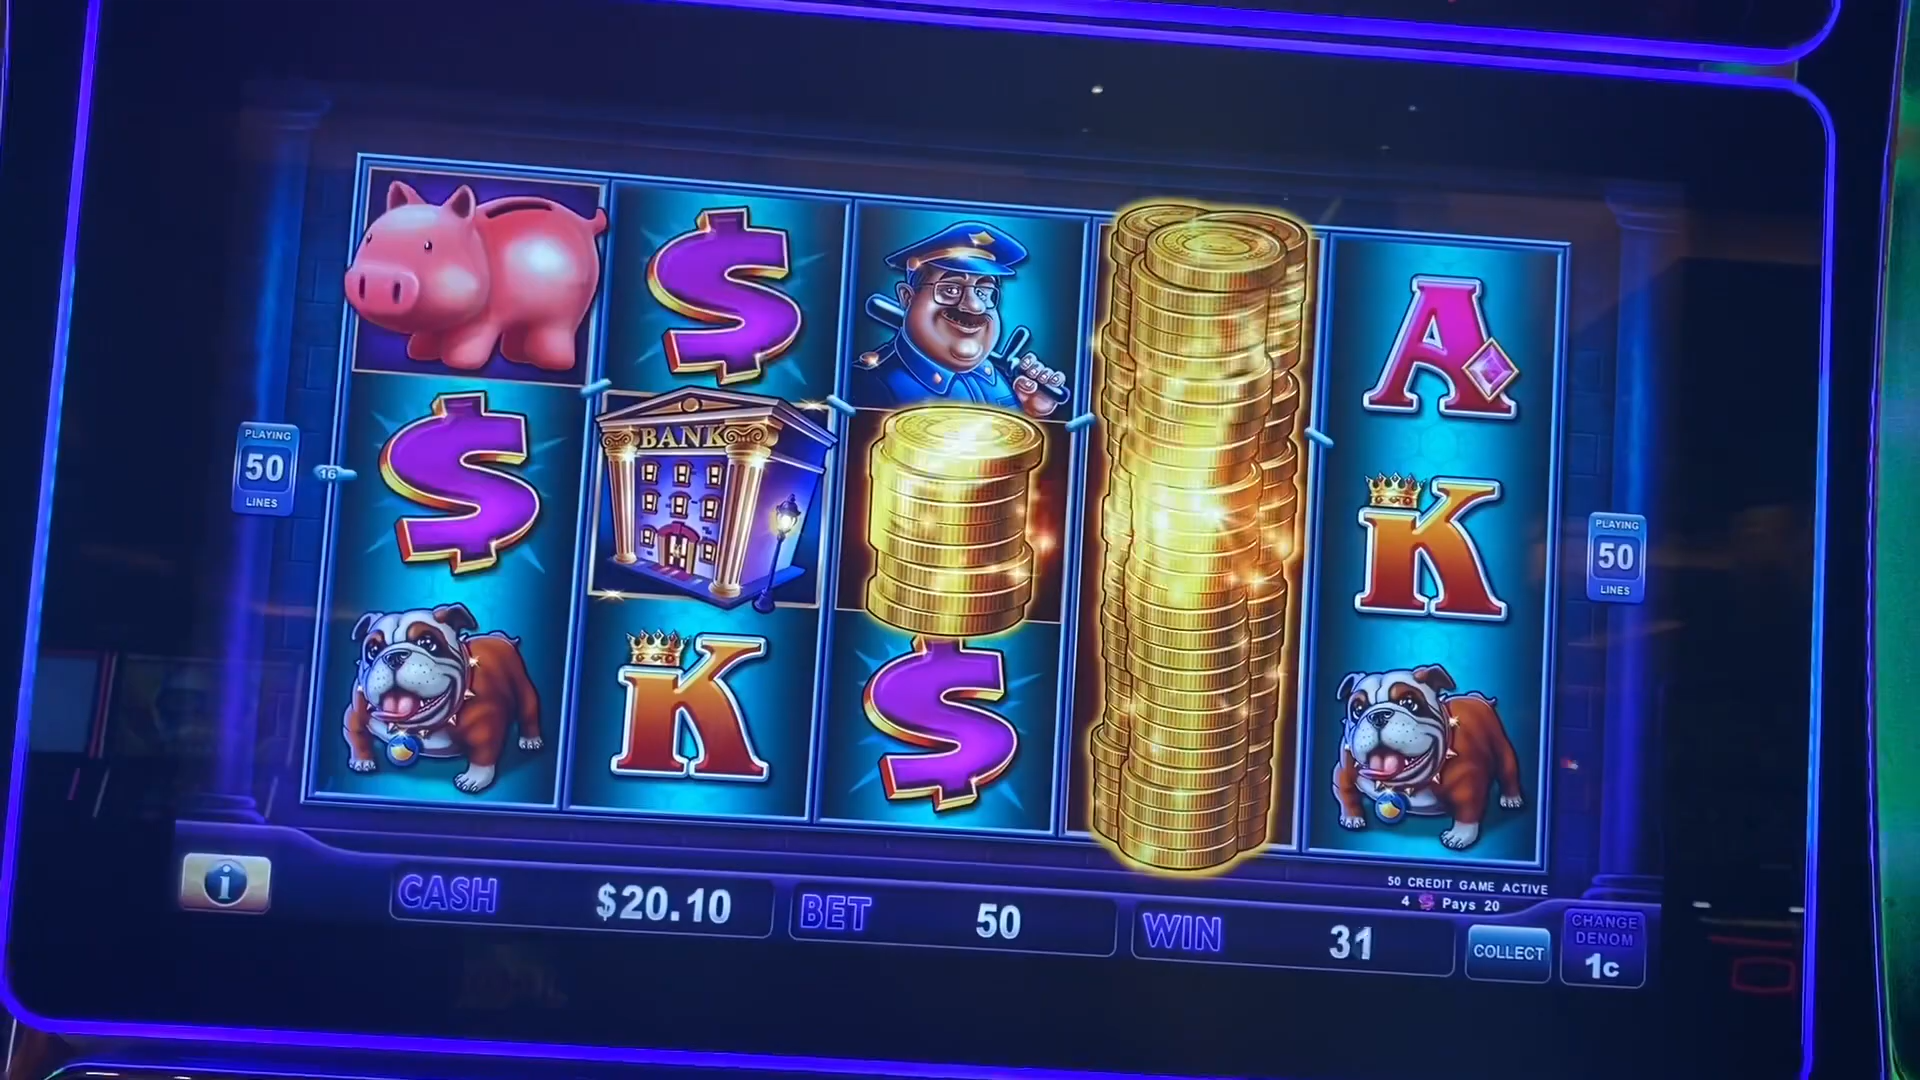 A
PLAYING
50
LINES
16
BANK
K
K
PLAYING
50
LINES
50 CREDIT GAME ACTIVE
4 Pays 20
i
CASH $20.10
BET 50
WIN 31
COLLECT
CHANGE
DENOM
1c